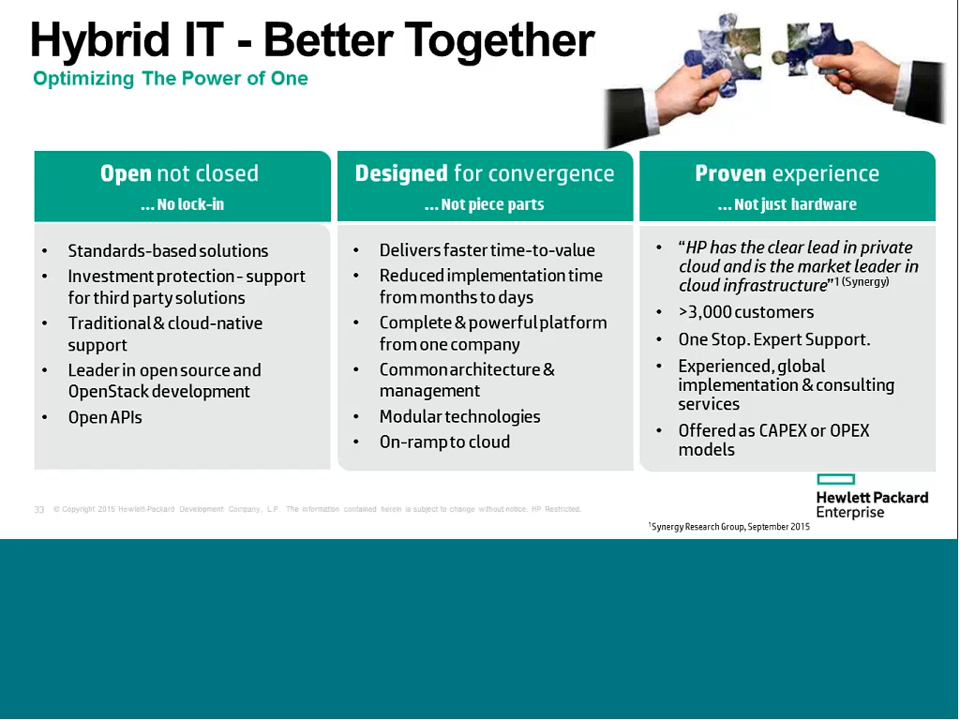 Hybrid IT - Better Together
Optimizing The Power of One
Open not closed
... No lock-in
• Standards-based solutions
• Investment protection - support
for third party solutions
• Traditional & cloud-native
support
• Leader in open source and
OpenStack development
• Open APIs
Designed for convergence
... Not piece parts
• Delivers faster time-to-value
• Reduced implementation time
from months to days
• Complete & powerful platform
from one company
• Common architecture &
management
• Modular technologies
• On-ramp to cloud
Proven experience
... Not just hardware
• “HP has the clear lead in private
cloud and is the market leader in
cloud infrastructure”1 (Synergy)
• >3,000 customers
• One Stop. Expert Support.
• Experienced, global
implementation & consulting
services
• Offered as CAPEX or OPEX
models
Hewlett Packard
Enterprise
33 © Copyright 2015 Hewlett-Packard Development Company, L.P. The information contained herein is subject to change without notice. HP Restricted.
1Synergy Research Group, September 2015